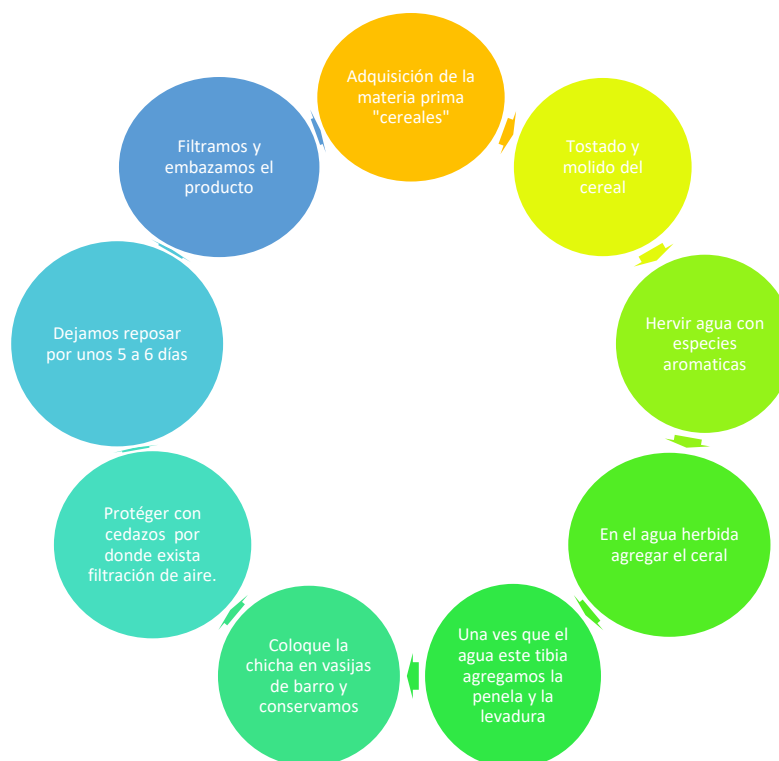 Adquisición de la
materia prima
"cereales"
Tostado y
molido del
cereal
Hervir agua con
especies
aromaticas
En el agua herbida
agregar el ceral
Una ves que el
agua este tibia
agregamos la
penela y la
levadura
Coloque la
chicha en vasijas
de barro y
conservamos
Protéger con
cedazos por
donde exista
filtración de aire.
Dejamos reposar
por unos 5 a 6 días
Filtramos y
embazamos el
producto